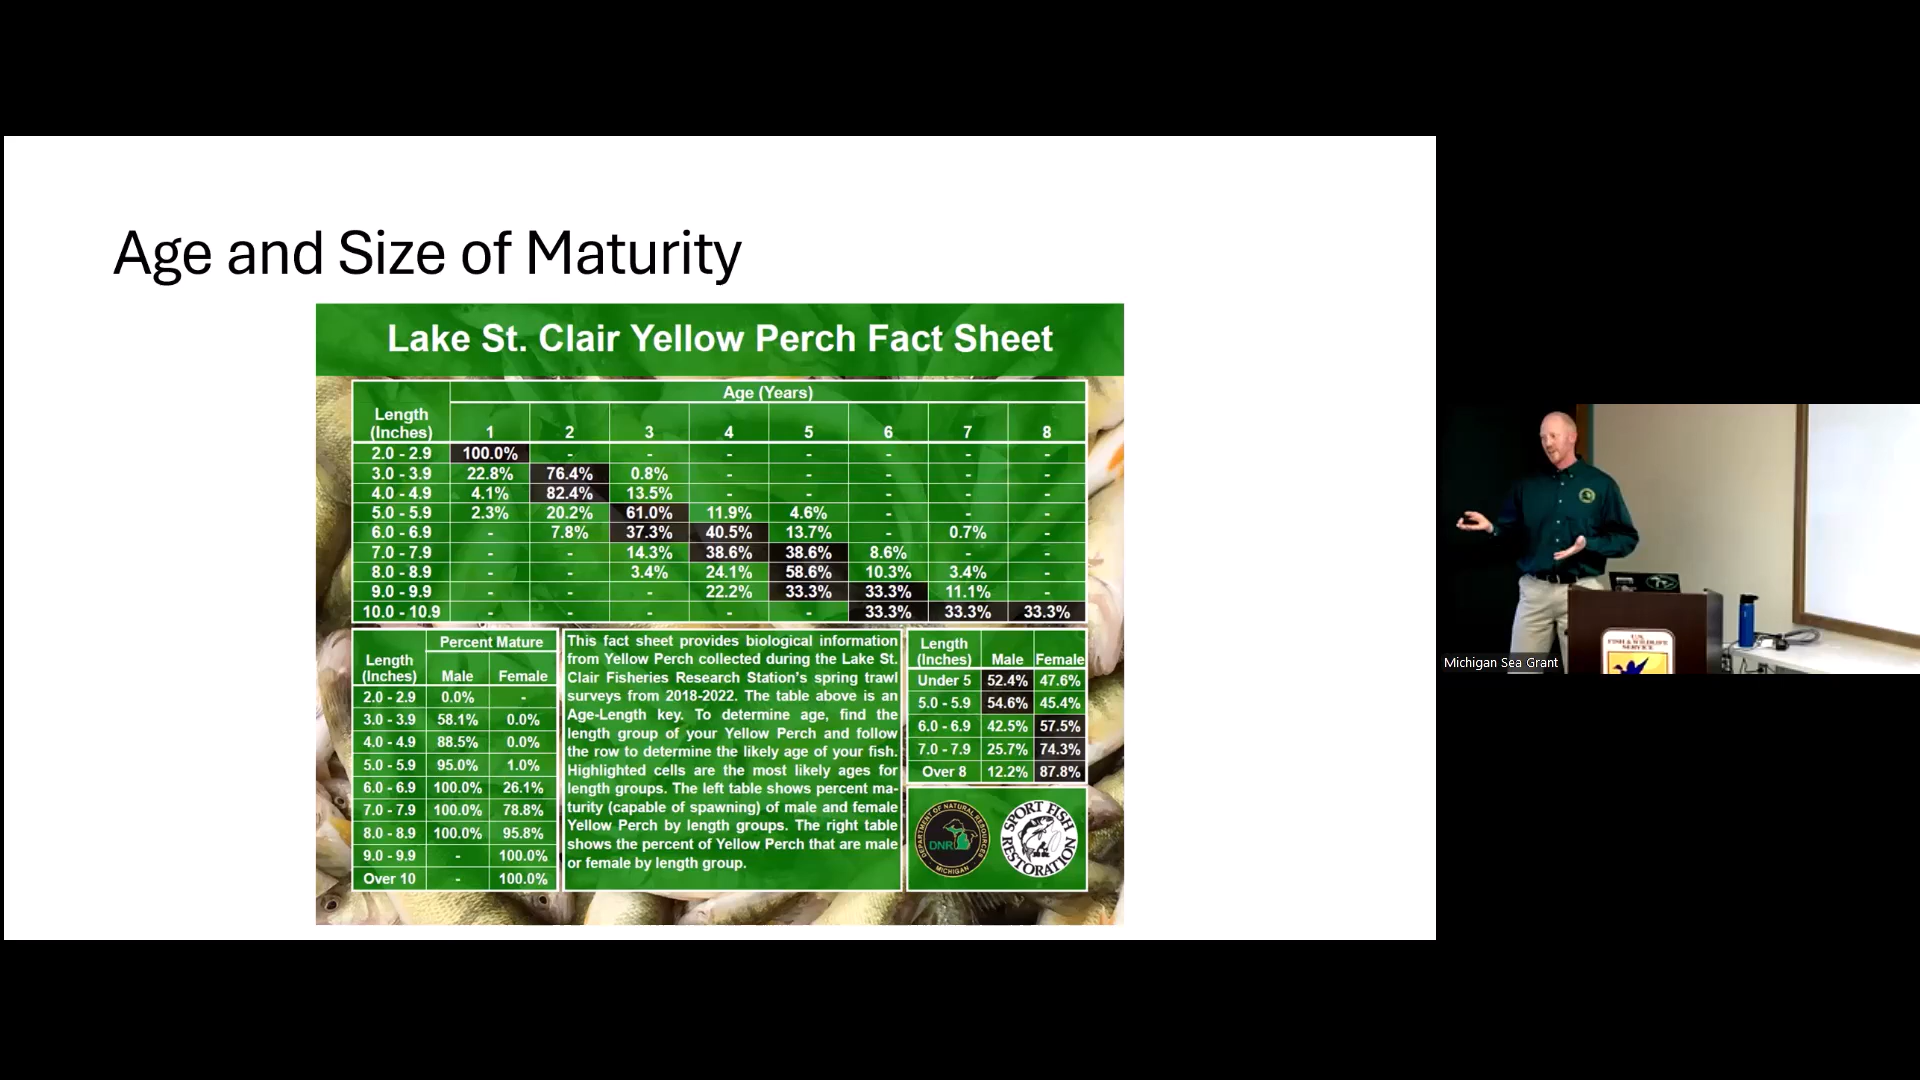 Age and Size of Maturity
Lake St. Clair Yellow Perch Fact Sheet
Length (Inches) Age (Years)
1 2 3 4 5 6 7 8
2.0 - 2.9 100.0% - - - - - - -
3.0 - 3.9 22.8% 76.4% 0.8% - - - - -
4.0 - 4.9 4.1% 82.4% 13.5% - - - - -
5.0 - 5.9 2.3% 20.2% 61.0% 11.9% 4.6% - - -
6.0 - 6.9 - 7.8% 37.3% 40.5% 13.7% - 0.7% -
7.0 - 7.9 - - 14.3% 38.6% 38.6% 8.6% - -
8.0 - 8.9 - - 3.4% 24.1% 58.6% 10.3% 3.4% -
9.0 - 9.9 - - - 22.2% 33.3% 33.3% 11.1% -
10.0 - 10.9 - - - - - 33.3% 33.3% 33.3%
Length (Inches) Percent Mature
Male Female
2.0 - 2.9 0.0% -
3.0 - 3.9 58.1% 0.0%
4.0 - 4.9 88.5% 0.0%
5.0 - 5.9 95.0% 1.0%
6.0 - 6.9 100.0% 26.1%
7.0 - 7.9 100.0% 78.8%
8.0 - 8.9 100.0% 95.8%
9.0 - 9.9 - 100.0%
Over 10 - 100.0%
This fact sheet provides biological information
from Yellow Perch collected during the Lake St.
Clair Fisheries Research Station's spring trawl
surveys from 2018-2022. The table above is an
Age-Length key. To determine age, find the
length group of your Yellow Perch and follow
the row to determine the likely age of your fish.
Highlighted cells are the most likely ages for
length groups. The left table shows percent ma-
turity (capable of spawning) of male and female
Yellow Perch by length groups. The right table
shows the percent of Yellow Perch that are male
or female by length group.
Length (Inches) Male Female
Under 5 52.4% 47.6%
5.0 - 5.9 54.6% 45.4%
6.0 - 6.9 42.5% 57.5%
7.0 - 7.9 25.7% 74.3%
Over 8 12.2% 87.8%
DEPARTMENT OF NATURAL RESOURCES
DNR
MICHIGAN
SPORT FISH
RESTORATION
U.S.
FISH & WILDLIFE
SERVICE
Michigan Sea Grant